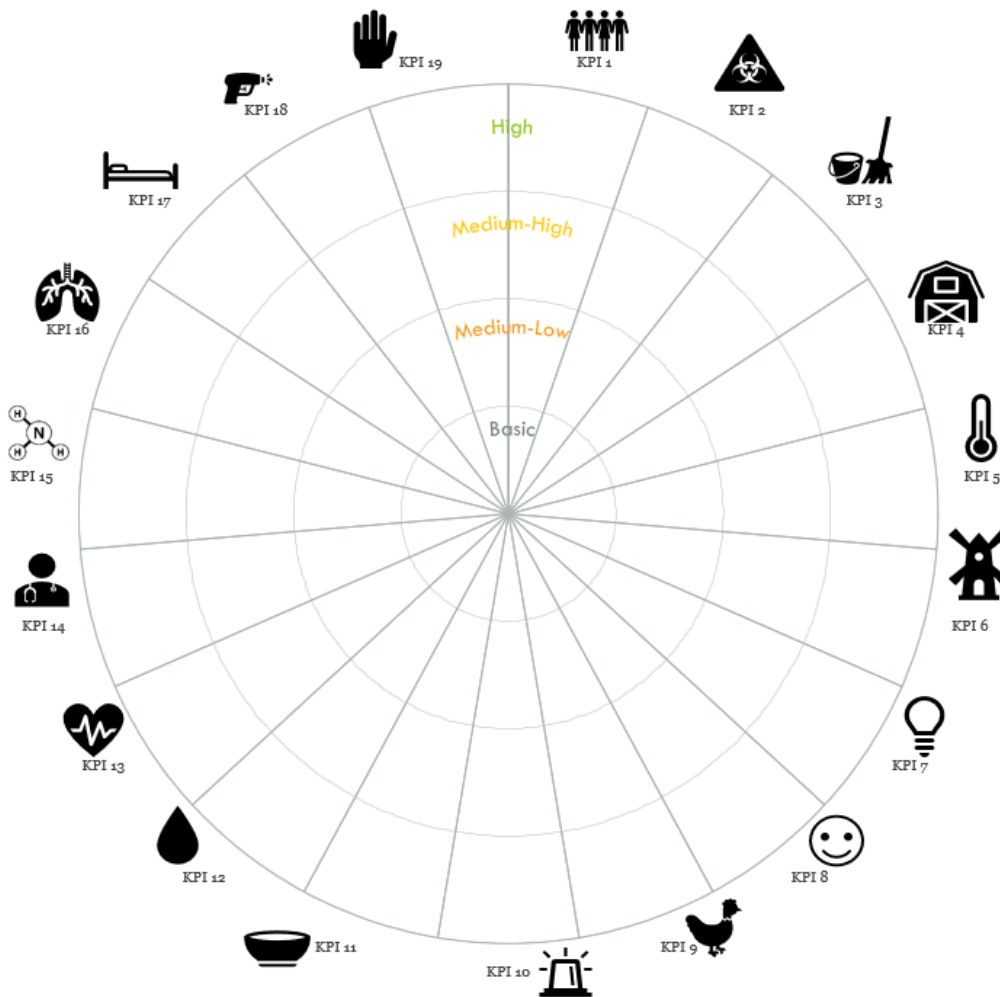 KPI 19
KPI 1
KPI 18
KPI 2
High
KPI 17
KPI 3
Medium-High
KPI 16
KPI 4
Medium-Low
H
N
H
H
Basic
KPI 15
KPI 5
KPI 14
KPI 6
KPI 13
KPI 7
KPI 12
KPI 8
KPI 11
KPI 9
KPI 10